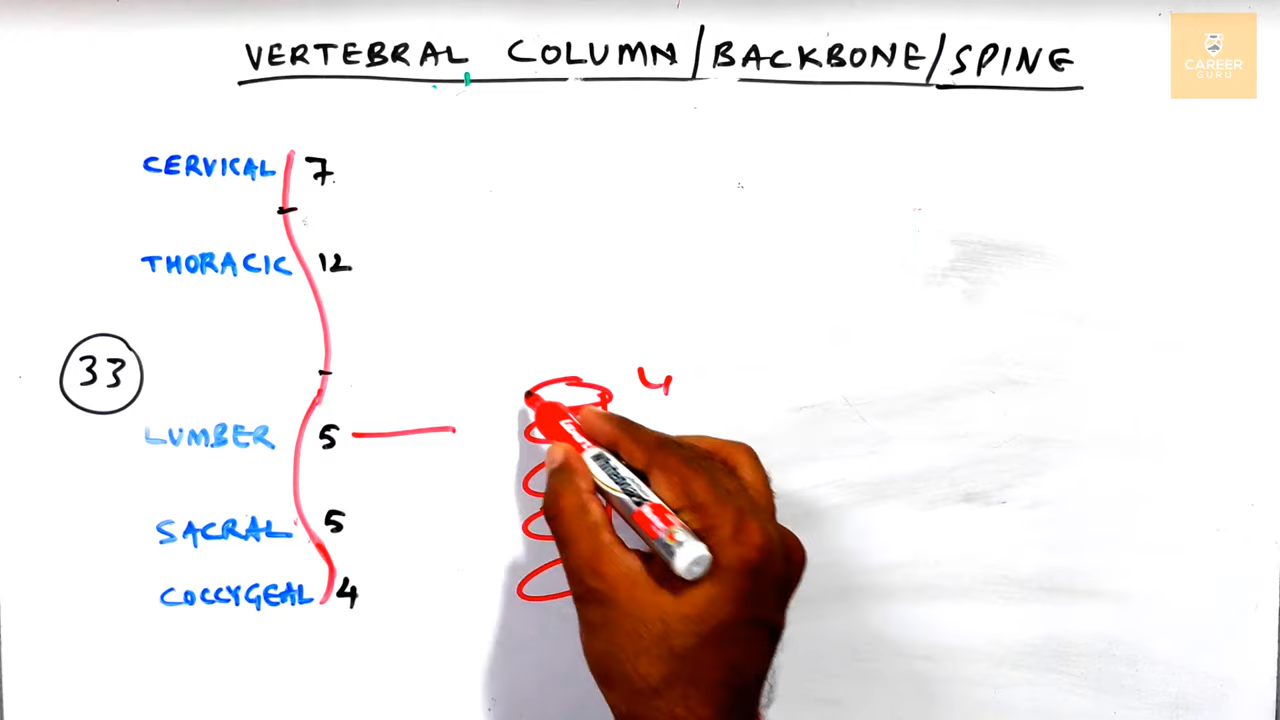 VERTEBRAL COLUMN/BACKBONE/SPINE
CAREER
GURU
CERVICAL 7
THORACIC 12
33
4
LUMBER 5
SACRAL 5
COCCYGEAL 4